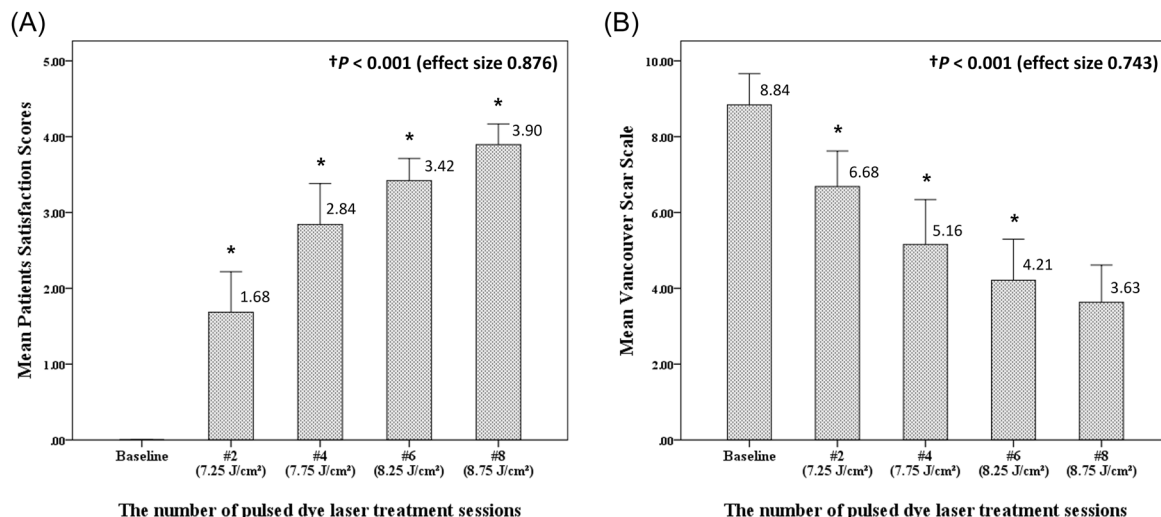 (A)
†P < 0.001 (effect size 0.876)
5.00
4.00
3.00
2.00
1.00
.00
Mean Patients Satisfaction Scores
*
1.68
*
2.84
*
3.42
*
3.90
Baseline #2 #4 #6 #8
(7.25 J/cm²) (7.75 J/cm²) (8.25 J/cm²) (8.75 J/cm²)
The number of pulsed dye laser treatment sessions
(B)
†P < 0.001 (effect size 0.743)
10.00
8.00
6.00
4.00
2.00
.00
Mean Vancouver Scar Scale
8.84
*
6.68
*
5.16
*
4.21
3.63
Baseline #2 #4 #6 #8
(7.25 J/cm²) (7.75 J/cm²) (8.25 J/cm²) (8.75 J/cm²)
The number of pulsed dye laser treatment sessions